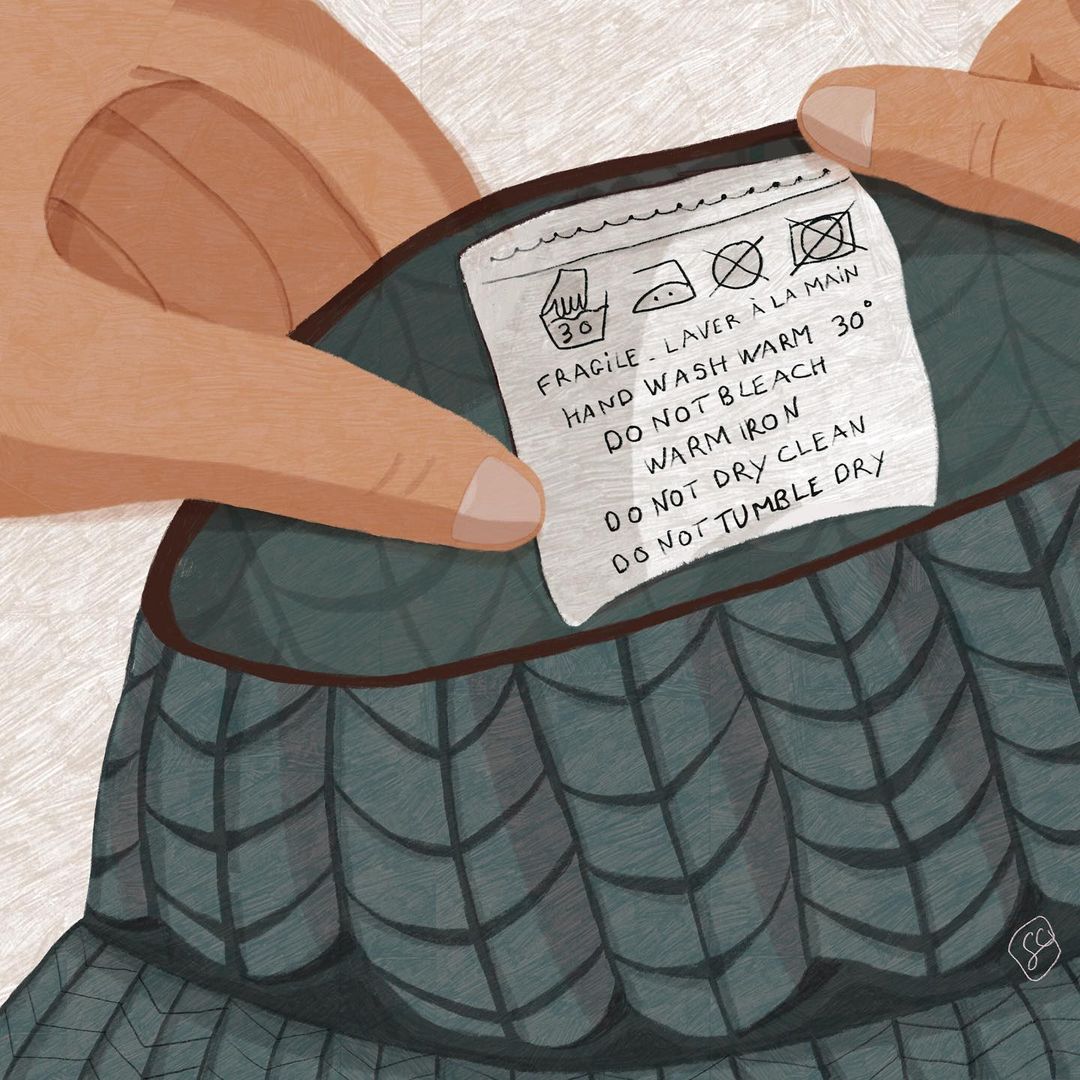 30
FRAGiLE - LAVER À LA MAiN
HAND WASH WARM 30°
DO NOT BLEACH
WARM IRON
DO NOT DRY CLEAN
DO NOT TUMBLE DRY
SC